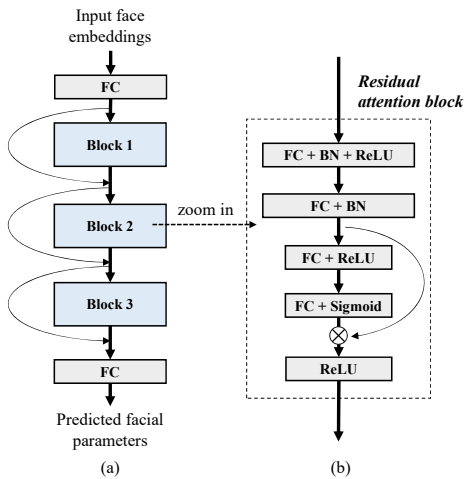 Input face
embeddings
FC
Block 1
Block 2
Block 3
FC
Predicted facial
parameters
(a)
zoom in
Residual
attention block
FC + BN + ReLU
FC + BN
FC + ReLU
FC + Sigmoid
ReLU
(b)